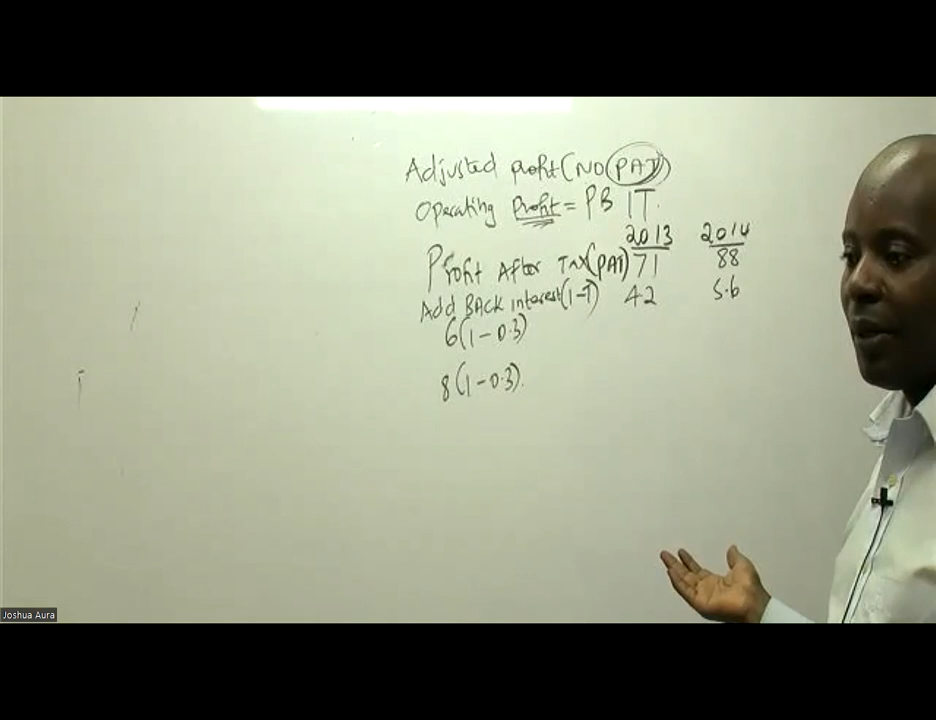 Adjusted profit (NO PAT)
Operating Profit = PBIT.
2013 2014
Profit After Tax (PAT) 71 88
Add Back interest (1-T) 4.2 5.6
6(1-0.3)
8(1-0.3).
Joshua Aura